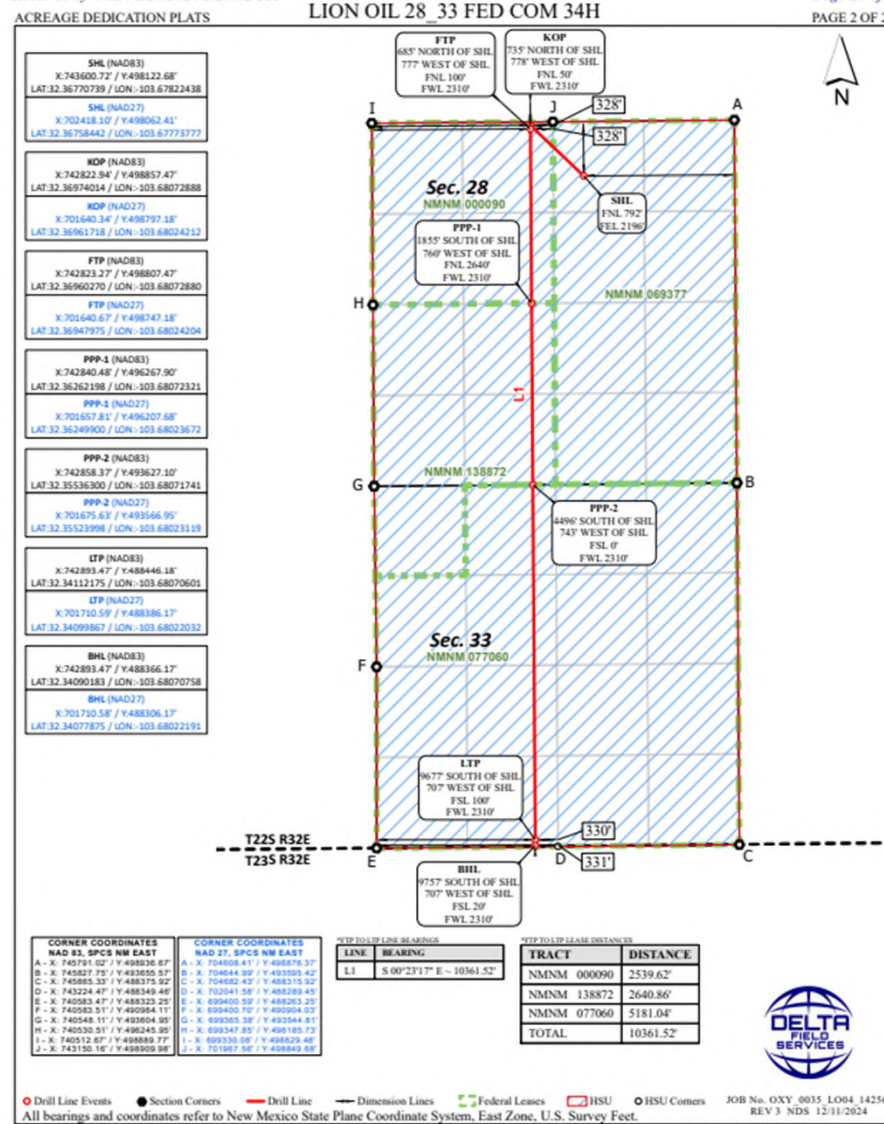 ACREAGE DEDICATION PLATS
LION OIL 28_33 FED COM 34H
PAGE 2 OF 2
SHL (NAD83)
X:743600.72' / Y:498122.68'
LAT:32.36770739 / LON:-103.67822438
SHL (NAD27)
X:702418.10' / Y:498062.41'
LAT:32.36758442 / LON:-103.67773777
KOP (NAD83)
X:742822.94' / Y:498857.47'
LAT:32.36974014 / LON:-103.68072888
KOP (NAD27)
X:701640.34' / Y:498797.18'
LAT:32.36961718 / LON:-103.68024212
FTP (NAD83)
X:742823.27' / Y:498807.47'
LAT:32.36960270 / LON:-103.68072880
FTP (NAD27)
X:701640.67' / Y:498747.18'
LAT:32.36947975 / LON:-103.68024204
PPP-1 (NAD83)
X:742840.48' / Y:496267.90'
LAT:32.36262198 / LON:-103.68072321
PPP-1 (NAD27)
X:701657.81' / Y:496207.68'
LAT:32.36249900 / LON:-103.68023672
PPP-2 (NAD83)
X:742858.37' / Y:493627.10'
LAT:32.35536300 / LON:-103.68071741
PPP-2 (NAD27)
X:701675.63' / Y:493566.95'
LAT:32.35523998 / LON:-103.68023119
LTP (NAD83)
X:742893.47' / Y:488446.18'
LAT:32.34112175 / LON:-103.68070601
LTP (NAD27)
X:701710.59' / Y:488386.17'
LAT:32.34099867 / LON:-103.68022032
BHL (NAD83)
X:742893.47' / Y:488366.17'
LAT:32.34090183 / LON:-103.68070758
BHL (NAD27)
X:701710.58' / Y:488306.17'
LAT:32.34077875 / LON:-103.68022191
FTP
685' NORTH OF SHL
777' WEST OF SHL
FNL 100'
FWL 2310'
KOP
735' NORTH OF SHL
778' WEST OF SHL
FNL 50'
FWL 2310'
N
I
J
328'
A
328'
Sec. 28
NMNM 000090
SHL
FNL 792'
FEL 2196'
PPP-1
1855' SOUTH OF SHL
760' WEST OF SHL
FNL 2640'
FWL 2310'
NMNM 069377
H
L1
NMNM 138872
G
B
PPP-2
4496' SOUTH OF SHL
743' WEST OF SHL
FSL 0'
FWL 2310'
Sec. 33
NMNM 077060
F
LTP
9677' SOUTH OF SHL
707' WEST OF SHL
FSL 100'
FWL 2310'
330'
T22S R32E
T23S R32E
E
D
C
331'
BHL
9757' SOUTH OF SHL
707' WEST OF SHL
FSL 20'
FWL 2310'
CORNER COORDINATES
NAD 83, SPCS NM EAST
A - X: 745791.02' / Y:498936.67'
B - X: 745827.75' / Y:493655.57'
C - X: 745865.33' / Y:488375.92'
D - X: 743224.47' / Y:488349.46'
E - X: 740583.47' / Y:488323.25'
F - X: 740583.51' / Y:490964.11'
G - X: 740548.11' / Y:493604.95'
H - X: 740530.51' / Y:496245.95'
I - X: 740512.67' / Y:498889.77'
J - X: 743150.16' / Y:498909.98'
CORNER COORDINATES
NAD 27, SPCS NM EAST
A - X: 704608.41' / Y:498876.37'
B - X: 704644.99' / Y:493595.42'
C - X: 704682.43' / Y:488315.92'
D - X: 702041.58' / Y:488289.45'
E - X: 699400.59' / Y:488263.25'
F - X: 699400.70' / Y:490904.03'
G - X: 699365.38' / Y:493544.81'
H - X: 699347.85' / Y:496185.73'
I - X: 699330.08' / Y:498829.48'
J - X: 701967.56' / Y:498849.68'
*FTP TO LTP LINE BEARINGS
LINE BEARING
L1 S 00°23'17" E ~ 10361.52'
*FTP TO LTP LEASE DISTANCES
TRACT DISTANCE
NMNM 000090 2539.62'
NMNM 138872 2640.86'
NMNM 077060 5181.04'
TOTAL 10361.52'
DELTA
FIELD
SERVICES
Drill Line Events Section Corners Drill Line Dimension Lines Federal Leases HSU HSU Corners
JOB No. OXY_0035_LO04
REV 3 NDS 12/11/2024
All bearings and coordinates refer to New Mexico State Plane Coordinate System, East Zone, U.S. Survey Feet.